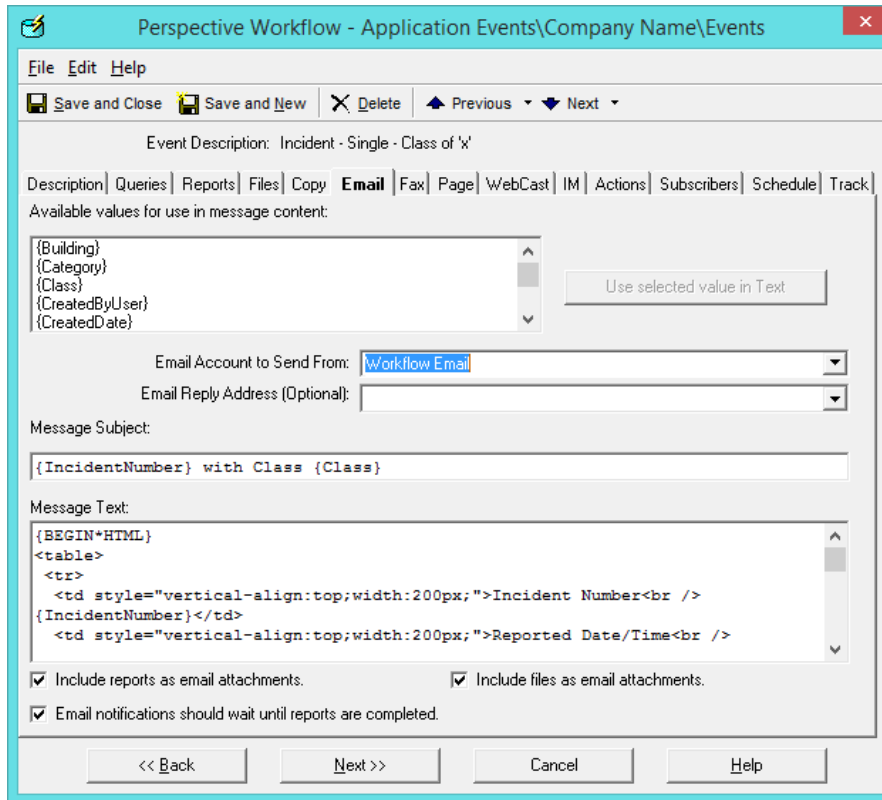 Perspective Workflow - Application Events\Company Name\Events
File Edit Help
Save and Close Save and New Delete Previous Next
Event Description: Incident - Single - Class of 'x'
Description Queries Reports Files Copy Email Fax Page WebCast IM Actions Subscribers Schedule Track
Available values for use in message content:
{Building}
{Category}
{Class}
{CreatedByUser}
{CreatedDate}
Use selected value in Text
Email Account to Send From: Workflow Email
Email Reply Address (Optional):
Message Subject:
{IncidentNumber} with Class {Class}
Message Text:
{BEGIN*HTML}
<table>
<tr>
<td style="vertical-align:top;width:200px;">Incident Number<br />
{IncidentNumber}</td>
<td style="vertical-align:top;width:200px;">Reported Date/Time<br />
Include reports as email attachments. Include files as email attachments.
Email notifications should wait until reports are completed.
<< Back Next >> Cancel Help